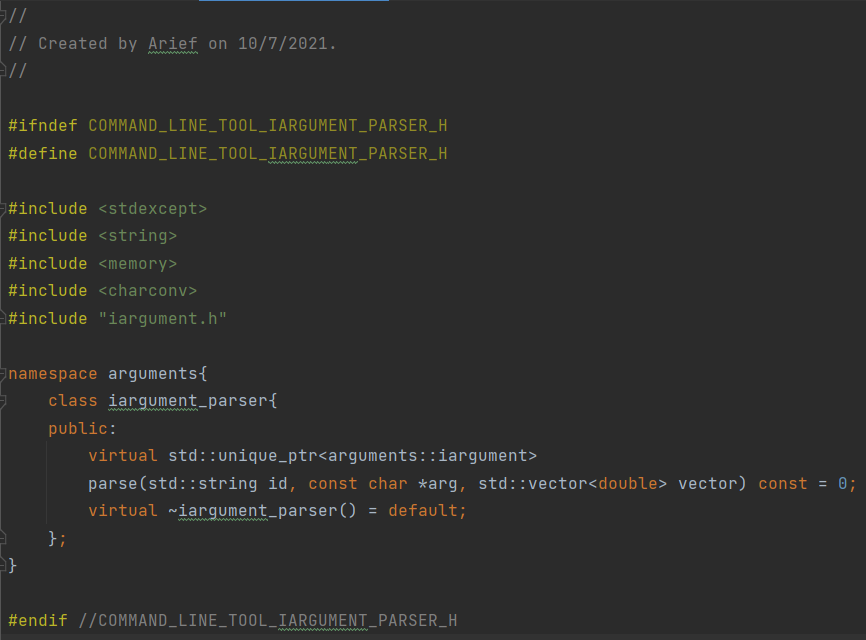 //
// Created by Arief on 10/7/2021.
//
#ifndef COMMAND_LINE_TOOL_IARGUMENT_PARSER_H
#define COMMAND_LINE_TOOL_IARGUMENT_PARSER_H
#include <stdexcept>
#include <string>
#include <memory>
#include <charconv>
#include "iargument.h"
namespace arguments{
    class iargument_parser{
    public:
        virtual std::unique_ptr<arguments::iargument>
        parse(std::string id, const char *arg, std::vector<double> vector) const = 0;
        virtual ~iargument_parser() = default;
    };
}
#endif //COMMAND_LINE_TOOL_IARGUMENT_PARSER_H